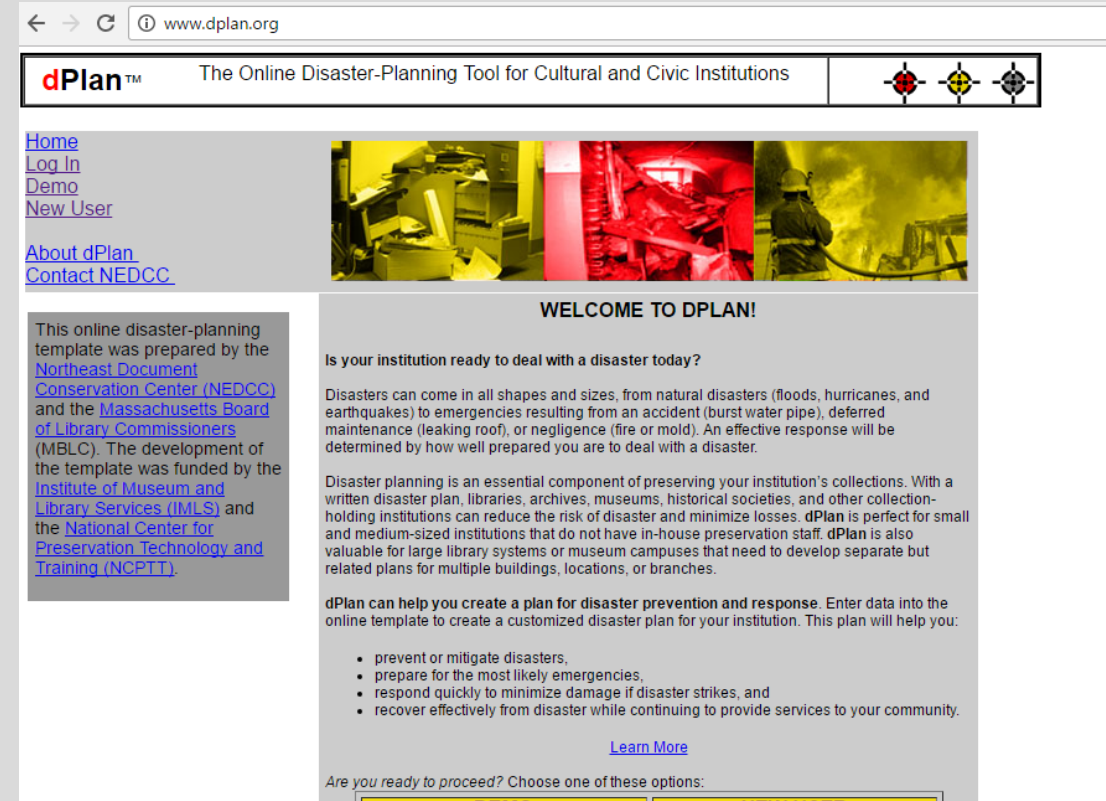 www.dplan.org
dPlan™ The Online Disaster-Planning Tool for Cultural and Civic Institutions
Home
Log In
Demo
New User
About dPlan
Contact NEDCC
This online disaster-planning
template was prepared by the
Northeast Document
Conservation Center (NEDCC)
and the Massachusetts Board
of Library Commissioners
(MBLC). The development of
the template was funded by the
Institute of Museum and
Library Services (IMLS) and
the National Center for
Preservation Technology and
Training (NCPTT).
WELCOME TO DPLAN!
Is your institution ready to deal with a disaster today?
Disasters can come in all shapes and sizes, from natural disasters (floods, hurricanes, and
earthquakes) to emergencies resulting from an accident (burst water pipe), deferred
maintenance (leaking roof), or negligence (fire or mold). An effective response will be
determined by how well prepared you are to deal with a disaster.
Disaster planning is an essential component of preserving your institution's collections. With a
written disaster plan, libraries, archives, museums, historical societies, and other collection-
holding institutions can reduce the risk of disaster and minimize losses. dPlan is perfect for small
and medium-sized institutions that do not have in-house preservation staff. dPlan is also
valuable for large library systems or museum campuses that need to develop separate but
related plans for multiple buildings, locations, or branches.
dPlan can help you create a plan for disaster prevention and response. Enter data into the
online template to create a customized disaster plan for your institution. This plan will help you:
• prevent or mitigate disasters,
• prepare for the most likely emergencies,
• respond quickly to minimize damage if disaster strikes, and
• recover effectively from disaster while continuing to provide services to your community.
Learn More
Are you ready to proceed? Choose one of these options: